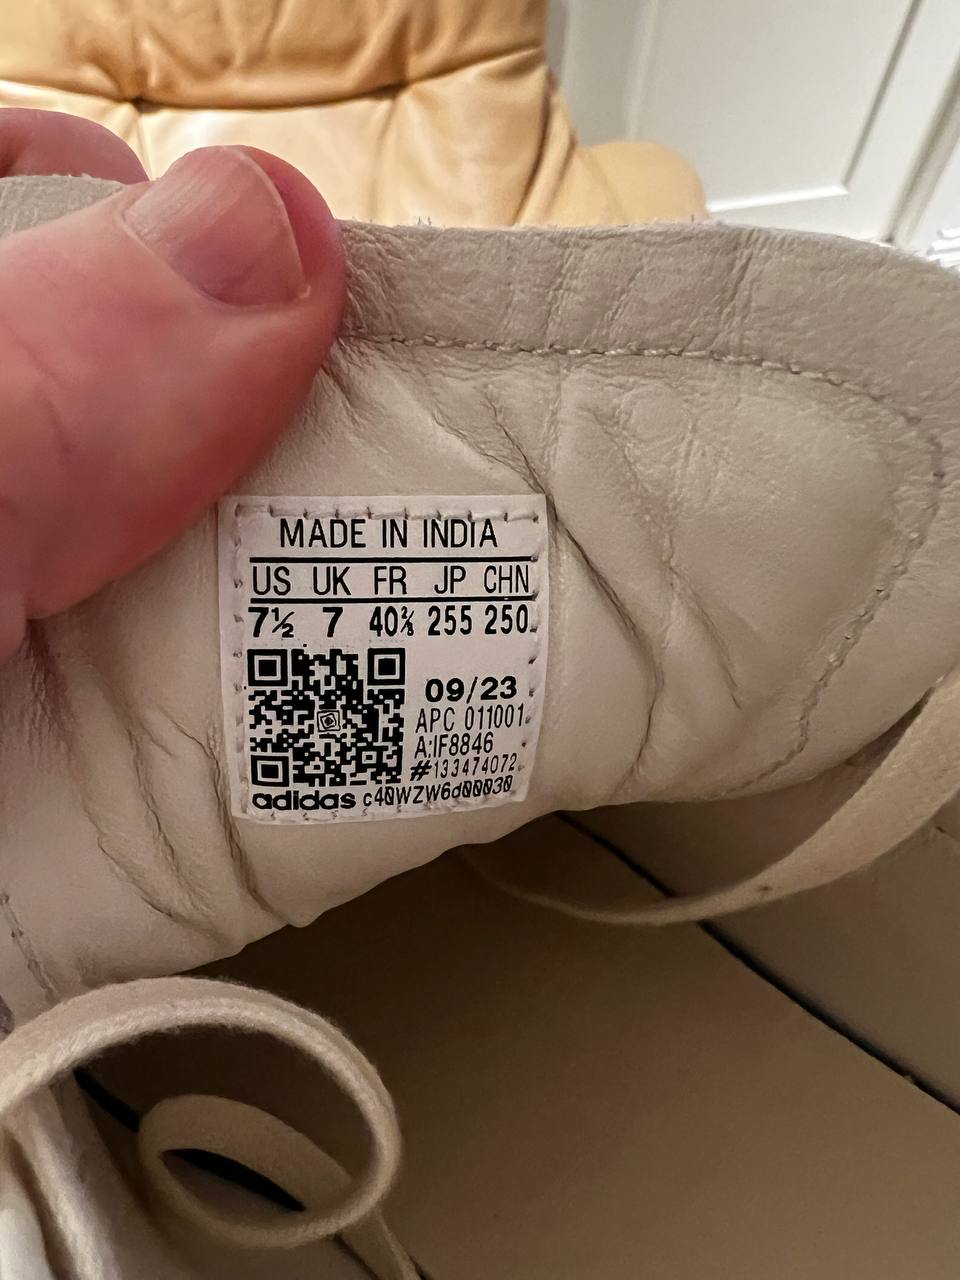 MADE IN INDIA
US UK FR JP CHN
7½ 7 40⅔ 255 250
09/23
APC 011001
A:IF8846
#133474072
adidas c40WZW6d00030